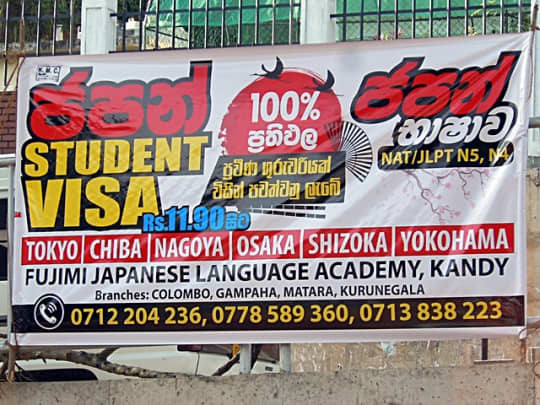 ජපන්
STUDENT
VISA
Rs.11.90 සිට
100%
ප්‍රතිඵල
ප්‍රවීණ ගුරුවරියක්
විසින් පවත්වනු ලැබේ
ජපන්
භාෂාව
NAT/JLPT N5, N4
TOKYO CHIBA NAGOYA OSAKA SHIZOKA YOKOHAMA
FUJIMI JAPANESE LANGUAGE ACADEMY, KANDY
Branches: COLOMBO, GAMPAHA, MATARA, KURUNEGALA
0712 204 236, 0778 589 360, 0713 838 223